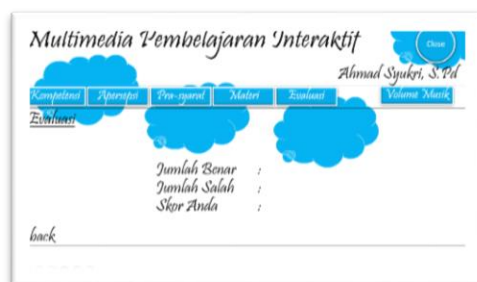 Multimedia Pembelajaran Interaktif
Close
Ahmad Syukri, S.Pd
Kompetensi Apersepsi Pra-syarat Materi Evaluasi Volume Musik
Evaluasi
Jumlah Benar :
Jumlah Salah :
Skor Anda :
back